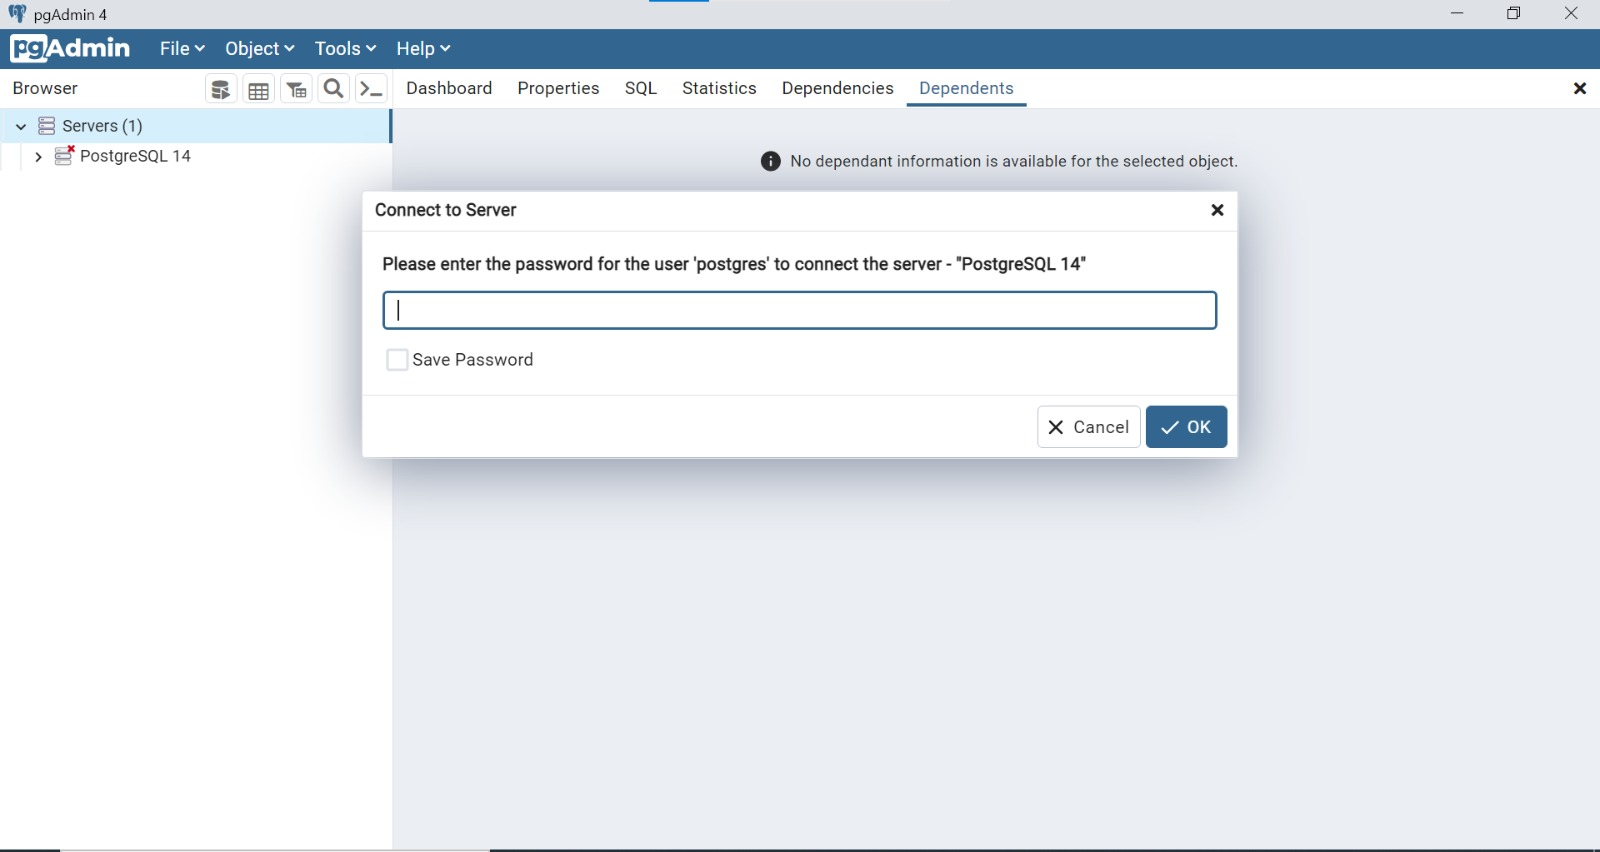 pgAdmin 4
pgAdmin File Object Tools Help
Browser Dashboard Properties SQL Statistics Dependencies Dependents
Servers (1)
PostgreSQL 14
No dependant information is available for the selected object.
Connect to Server
Please enter the password for the user 'postgres' to connect the server - "PostgreSQL 14"
Save Password
Cancel OK